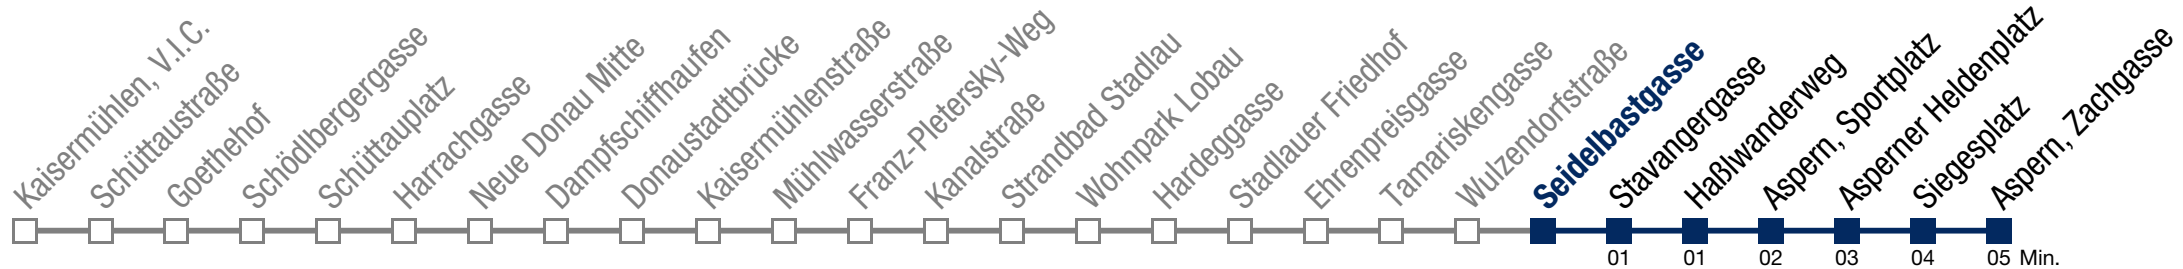 Kaisermühlen, V.I.C.
Schüttaustraße
Goethehof
Schödlbergergasse
Schüttauplatz
Harrachgasse
Neue Donau Mitte
Dampfschiffhaufen
Donaustadtbrücke
Kaisermühlenstraße
Mühlwasserstraße
Franz-Pletersky-Weg
Kanalstraße
Strandbad Stadlau
Wohnpark Lobau
Hardeggasse
Stadlauer Friedhof
Ehrenpreisgasse
Tamariskengasse
Wulzendorfstraße
Seidelbastgasse
Stavangergasse
Haßlwanderweg
Aspern, Sportplatz
Asperner Heldenplatz
Siegesplatz
Aspern, Zachgasse
01 01 02 03 04 05 Min.